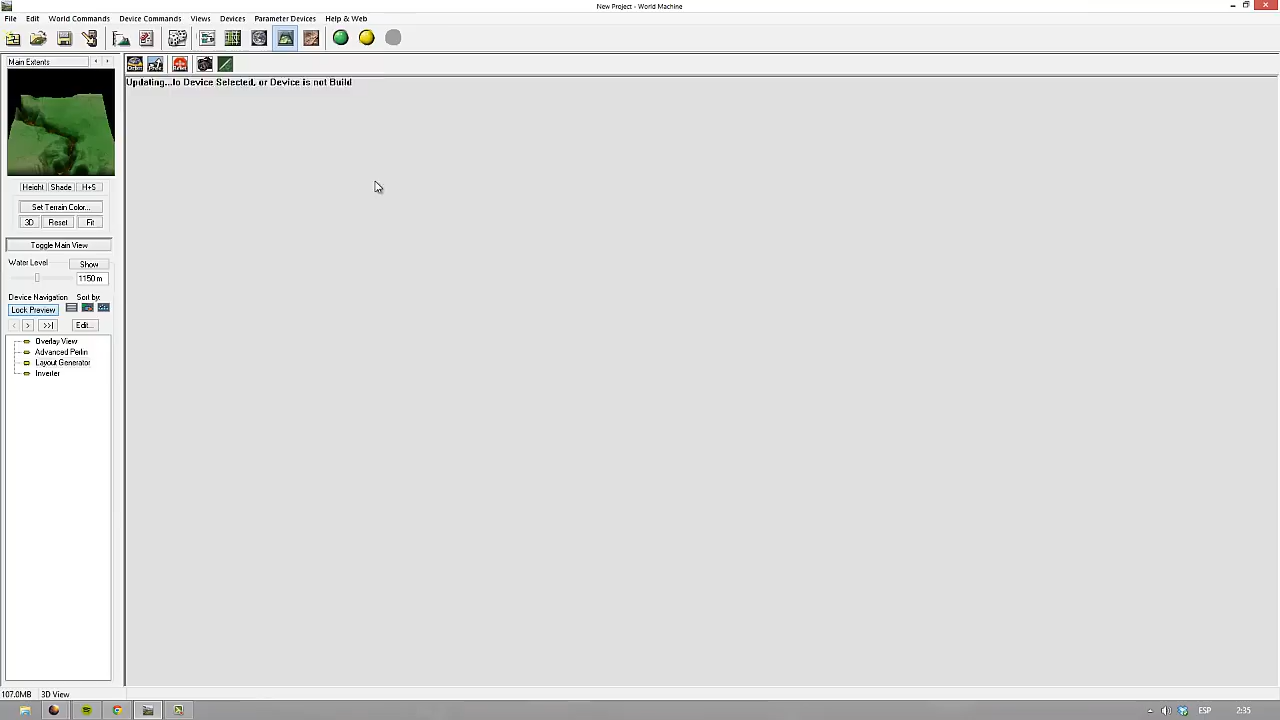 New Project - World Machine
File Edit World Commands Device Commands Views Devices Parameter Devices Help & Web
Main Extents
Updating...lo Device Selected, or Device is not Build
Height Shade H+S
Set Terrain Color...
3D Reset Fit
Toggle Main View
Water Level Show
1150 m
Device Navigation Sort by:
Lock Preview
< > >>| Edit...
Overlay View
Advanced Perlin
Layout Generator
Inverter
107.0MB 3D View
ESP 2:35